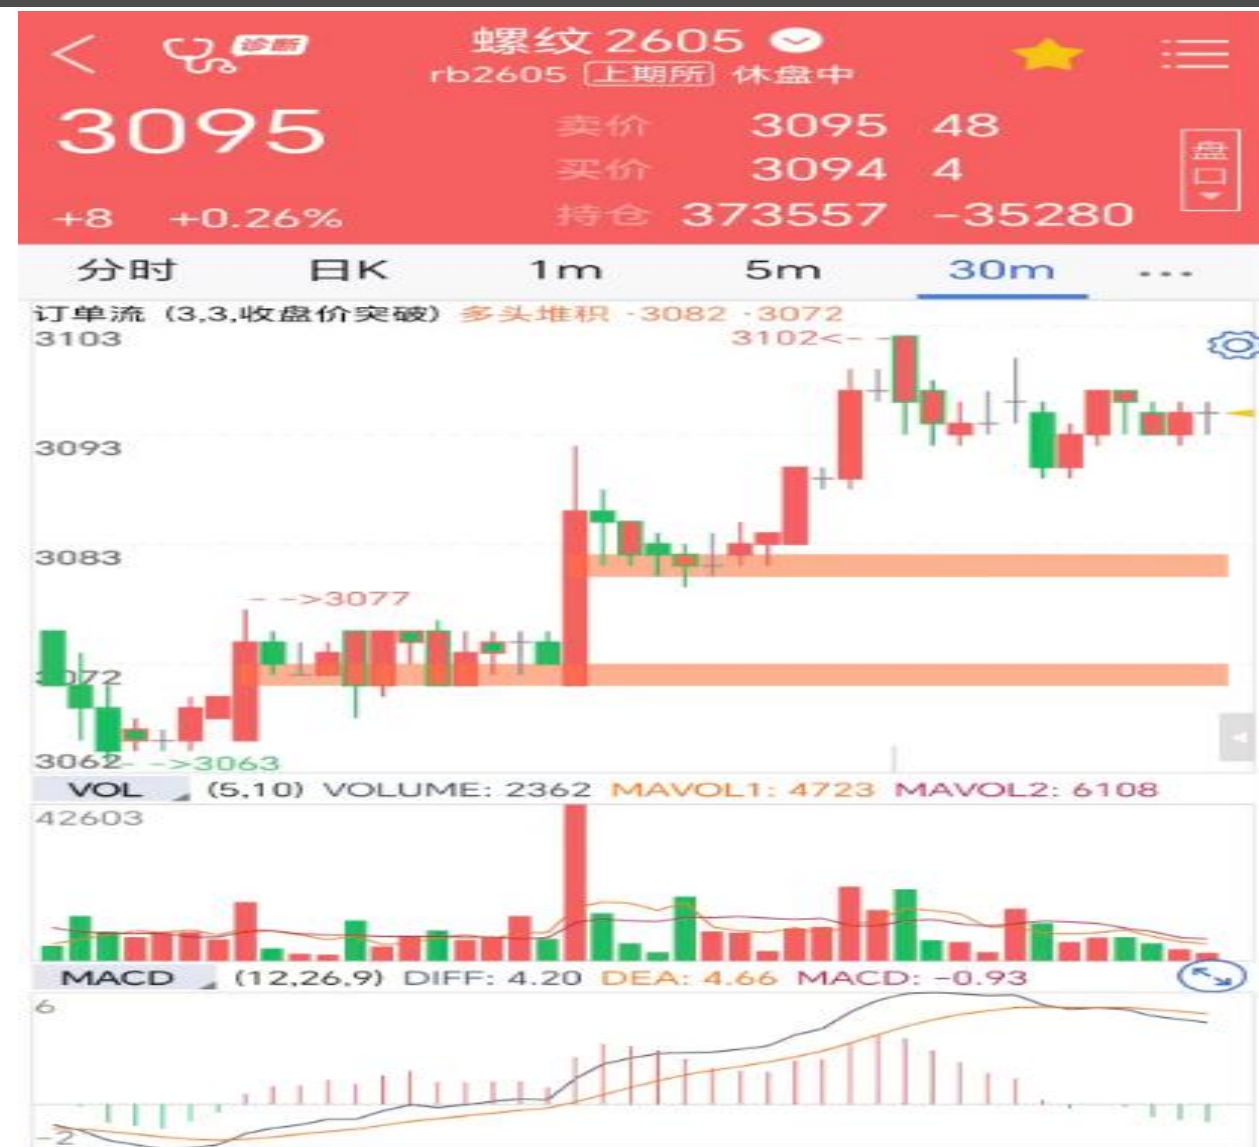 诊断 螺纹 2605
rb2605 上期所 休盘中
3095 卖价 3095 48
买价 3094 4
盘口
+8 +0.26% 持仓 373557 -35280
分时 日K 1m 5m 30m ...
订单流 (3,3,收盘价突破) 多头堆积 ·3082 ·3072
3103
3102<- -
3093
3083
- ->3077
3072
3062
- ->3063
VOL (5,10) VOLUME: 2362 MAVOL1: 4723 MAVOL2: 6108
42603
MACD (12,26,9) DIFF: 4.20 DEA: 4.66 MACD: -0.93
6
-2